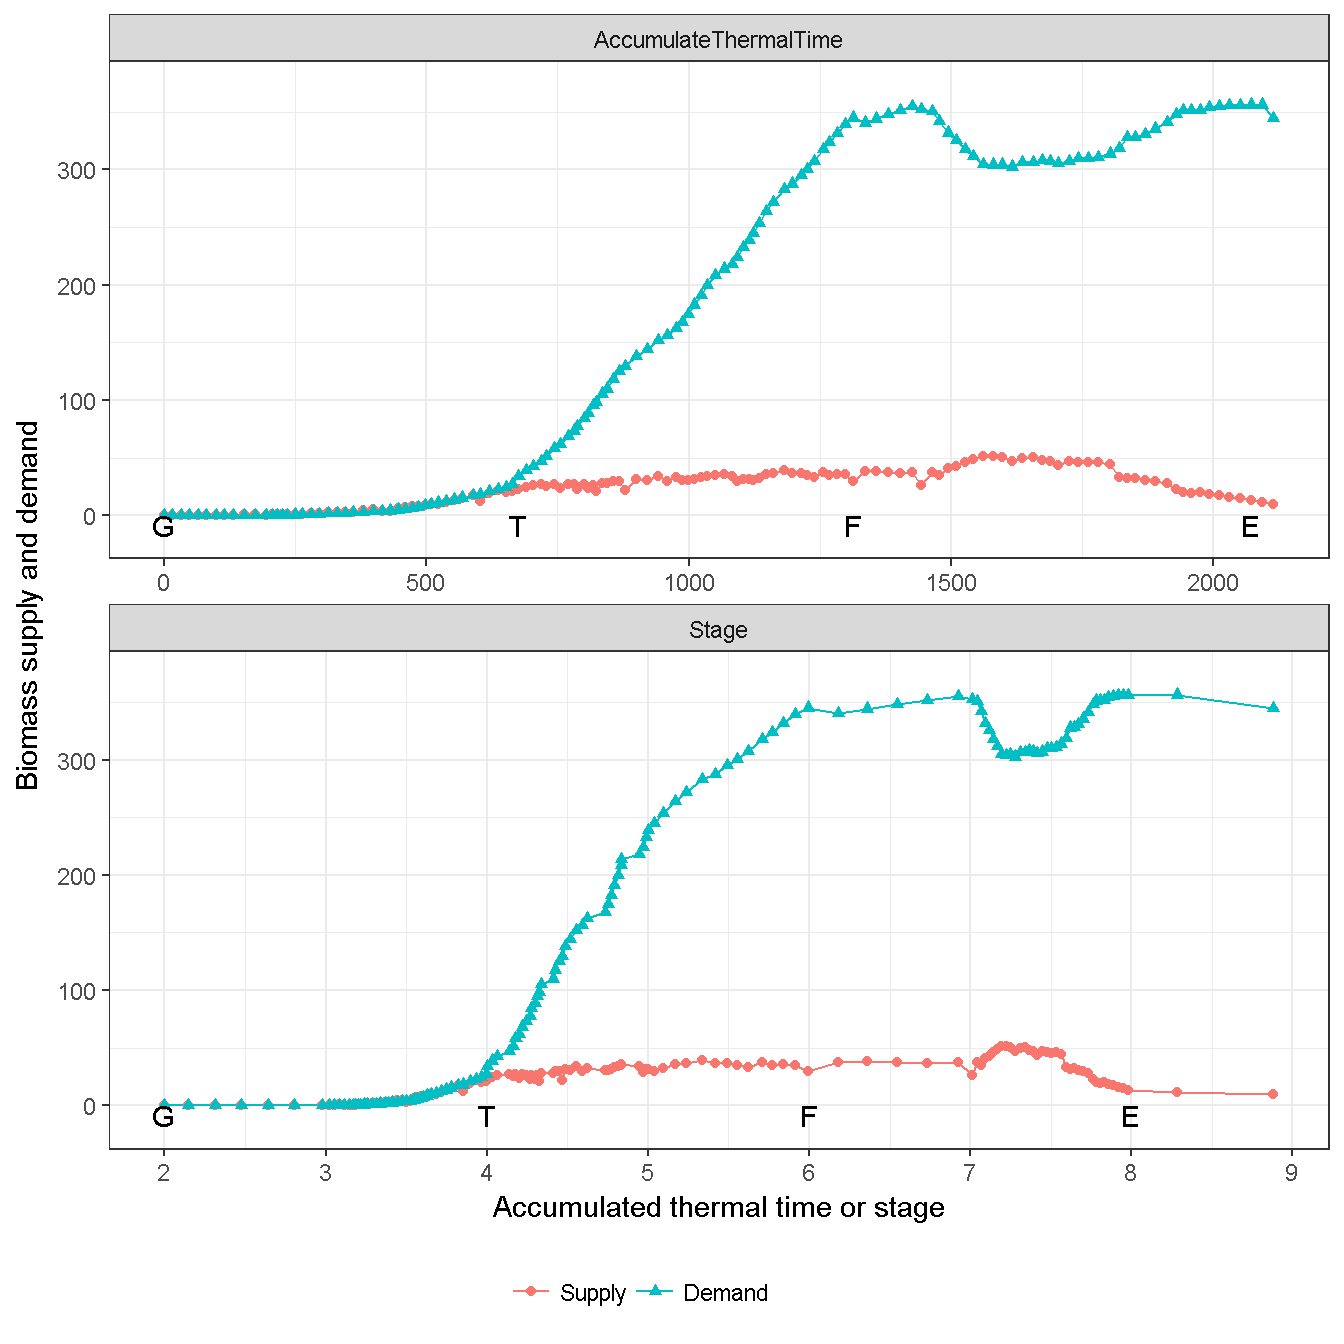 AccumulateThermalTime
300
200
100
0
G T F E
0 500 1000 1500 2000
Biomass supply and demand
Stage
300
200
100
0
G T F E
2 3 4 5 6 7 8 9
Accumulated thermal time or stage
Supply Demand